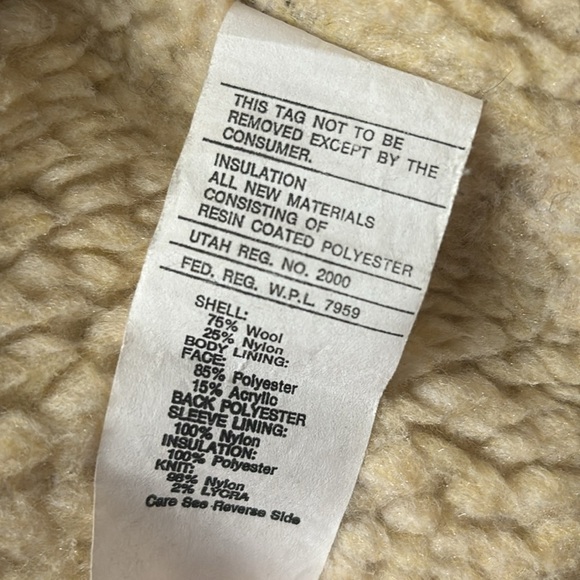 THIS TAG NOT TO BE
REMOVED EXCEPT BY THE
CONSUMER.
INSULATION
ALL NEW MATERIALS
CONSISTING OF
RESIN COATED POLYESTER
UTAH REG. NO. 2000
FED. REG. W.P.L. 7959
SHELL:
75% Wool
25% Nylon
BODY LINING:
FACE:
85% Polyester
15% Acrylic
BACK POLYESTER
SLEEVE LINING:
100% Nylon
INSULATION:
100% Polyester
KNIT:
98% Nylon
2% LYCRA
Care See Reverse Side